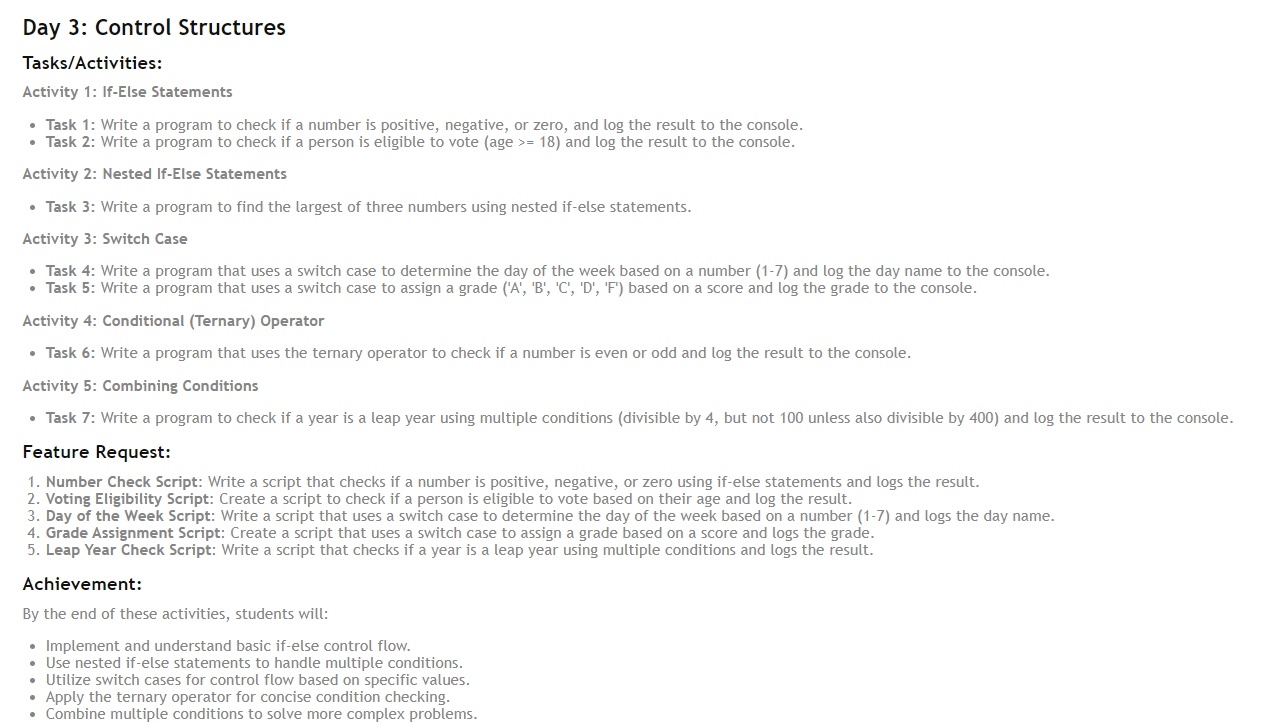 Day 3: Control Structures
Tasks/Activities:
Activity 1: If-Else Statements
• Task 1: Write a program to check if a number is positive, negative, or zero, and log the result to the console.
• Task 2: Write a program to check if a person is eligible to vote (age >= 18) and log the result to the console.
Activity 2: Nested If-Else Statements
• Task 3: Write a program to find the largest of three numbers using nested if-else statements.
Activity 3: Switch Case
• Task 4: Write a program that uses a switch case to determine the day of the week based on a number (1-7) and log the day name to the console.
• Task 5: Write a program that uses a switch case to assign a grade ('A', 'B', 'C', 'D', 'F') based on a score and log the grade to the console.
Activity 4: Conditional (Ternary) Operator
• Task 6: Write a program that uses the ternary operator to check if a number is even or odd and log the result to the console.
Activity 5: Combining Conditions
• Task 7: Write a program to check if a year is a leap year using multiple conditions (divisible by 4, but not 100 unless also divisible by 400) and log the result to the console.
Feature Request:
1. Number Check Script: Write a script that checks if a number is positive, negative, or zero using if-else statements and logs the result.
2. Voting Eligibility Script: Create a script to check if a person is eligible to vote based on their age and log the result.
3. Day of the Week Script: Write a script that uses a switch case to determine the day of the week based on a number (1-7) and logs the day name.
4. Grade Assignment Script: Create a script that uses a switch case to assign a grade based on a score and logs the grade.
5. Leap Year Check Script: Write a script that checks if a year is a leap year using multiple conditions and logs the result.
Achievement:
By the end of these activities, students will:
• Implement and understand basic if-else control flow.
• Use nested if-else statements to handle multiple conditions.
• Utilize switch cases for control flow based on specific values.
• Apply the ternary operator for concise condition checking.
• Combine multiple conditions to solve more complex problems.